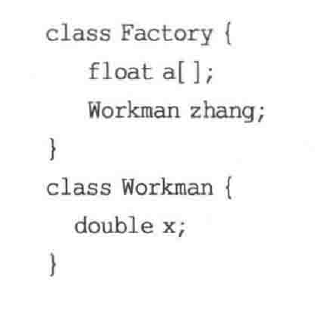 class Factory {
    float a[ ];
    Workman zhang;
}
class Workman {
   double x;
}